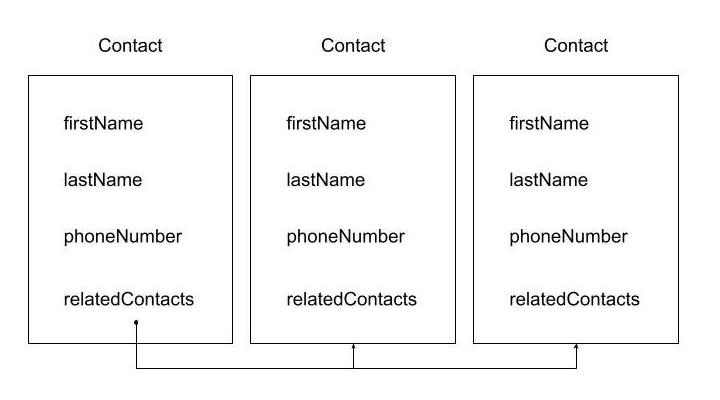 Contact
firstName
lastName
phoneNumber
relatedContacts
Contact
firstName
lastName
phoneNumber
relatedContacts
Contact
firstName
lastName
phoneNumber
relatedContacts